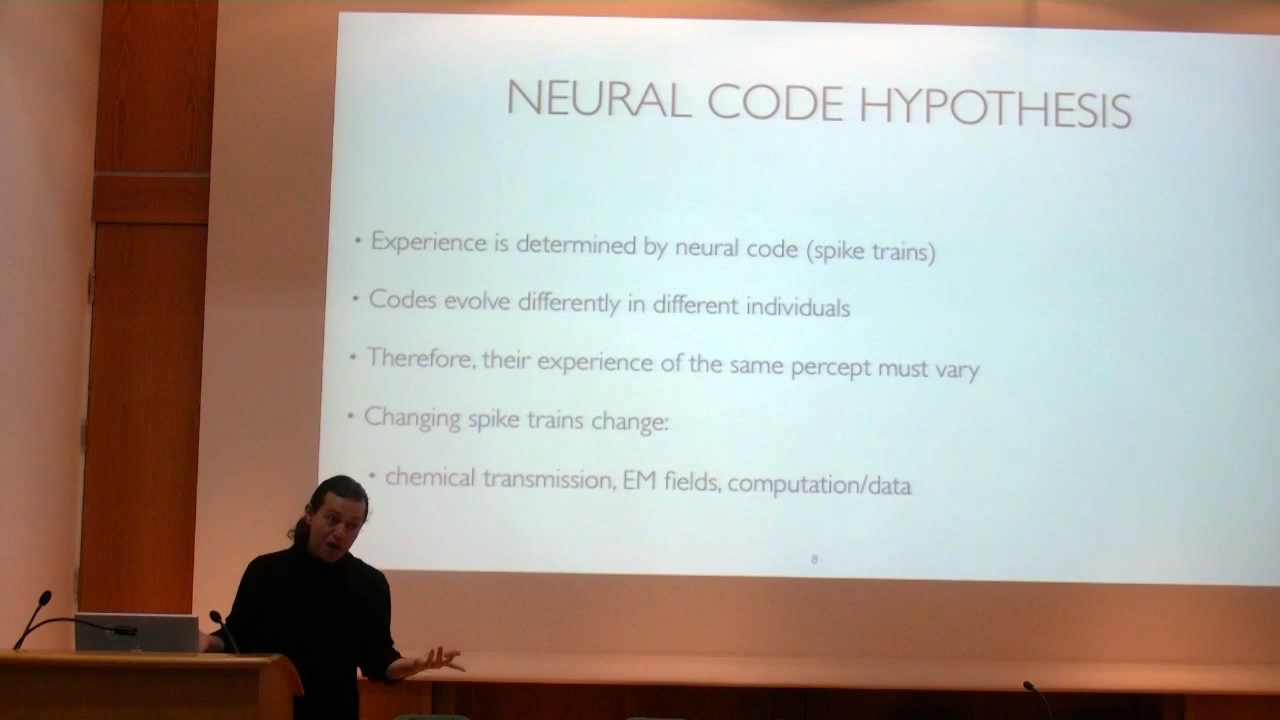 NEURAL CODE HYPOTHESIS
• Experience is determined by neural code (spike trains)
• Codes evolve differently in different individuals
• Therefore, their experience of the same percept must vary
• Changing spike trains change:
• chemical transmission, EM fields, computation/data
8